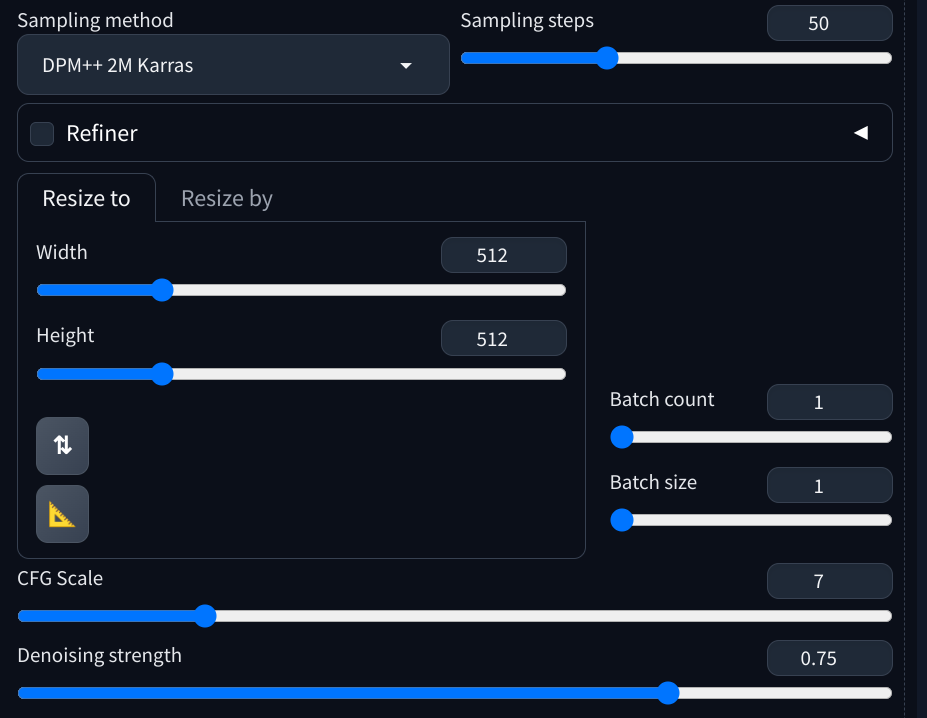 Sampling method
Sampling steps
50
DPM++ 2M Karras
Refiner
Resize to
Resize by
Width
512
Height
512
Batch count
1
Batch size
1
CFG Scale
7
Denoising strength
0.75